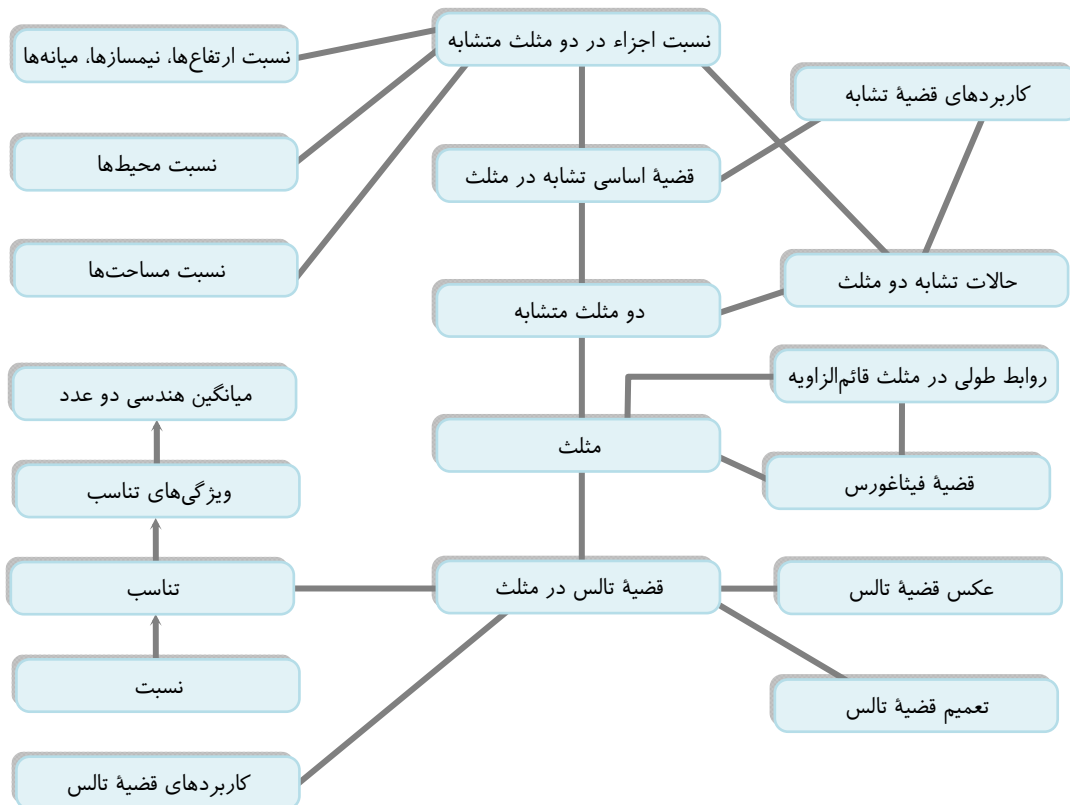 نسبت اجزاء در دو مثلث متشابه
نسبت ارتفاع‌ها، نیمسازها، میانه‌ها
کاربردهای قضیهٔ تشابه
نسبت محیط‌ها
قضیهٔ اساسی تشابه در مثلث
نسبت مساحت‌ها
حالات تشابه دو مثلث
دو مثلث متشابه
روابط طولی در مثلث قائم‌الزاویه
میانگین هندسی دو عدد
مثلث
قضیهٔ فیثاغورس
ویژگی‌های تناسب
عکس قضیهٔ تالس
قضیهٔ تالس در مثلث
تناسب
نسبت
تعمیم قضیهٔ تالس
کاربردهای قضیهٔ تالس